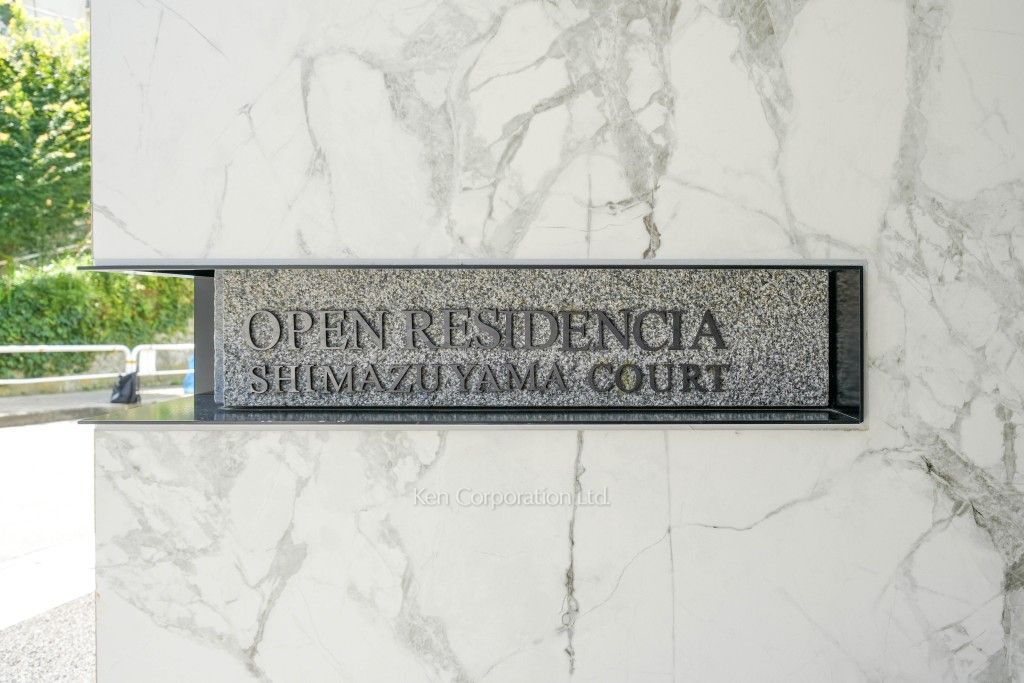 OPEN RESIDENCIA
SHIMAZUYAMA COURT
Ken Corporation Ltd.